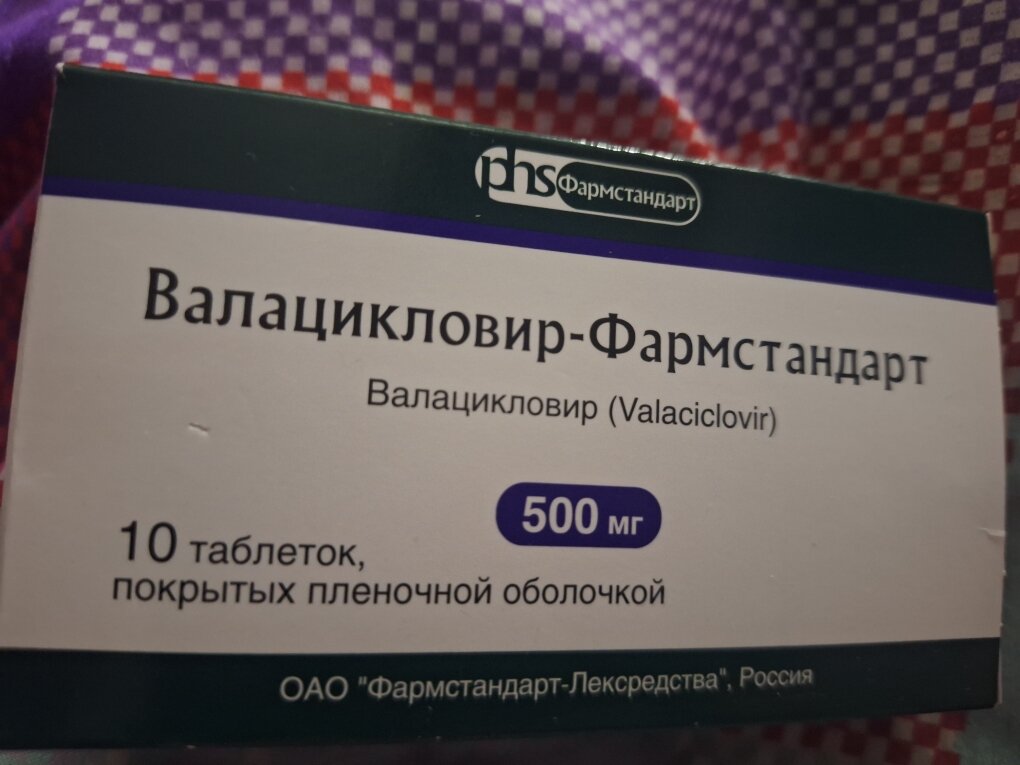 phs Фармстандарт
Валацикловир-Фармстандарт
Валацикловир (Valaciclovir)
500 мг
10 таблеток,
покрытых пленочной оболочкой
ОАО "Фармстандарт-Лексредства", Россия